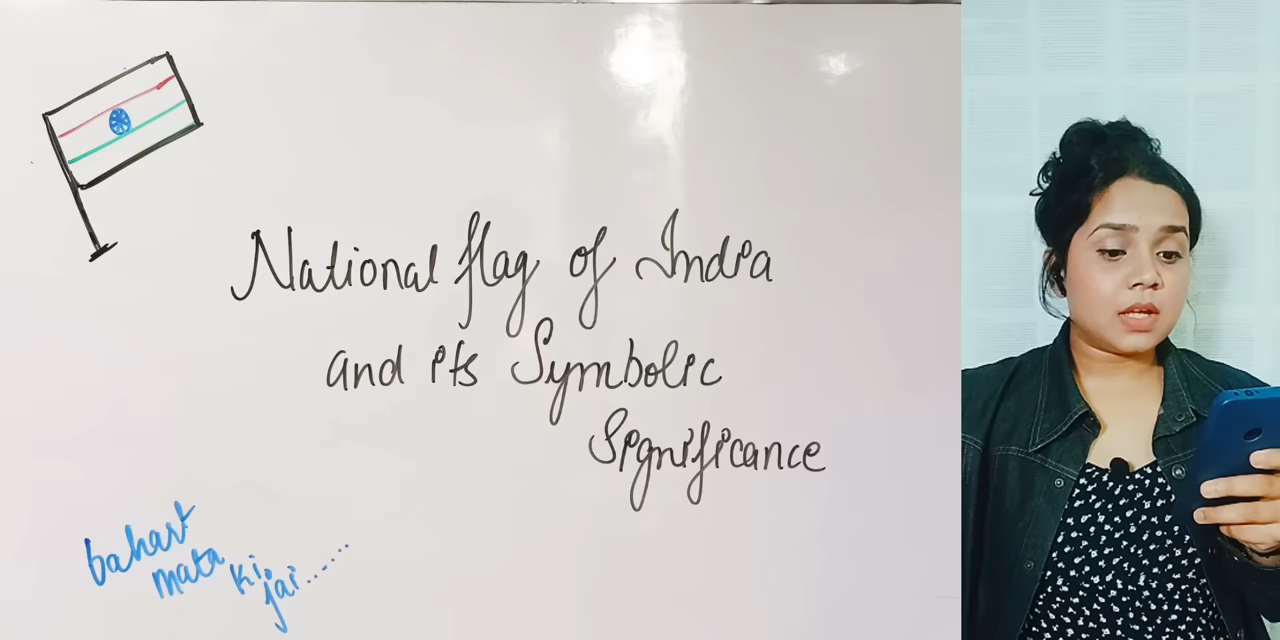 National flag of India
and its Symbolic
Significance
bahart
mata
ki
jai......